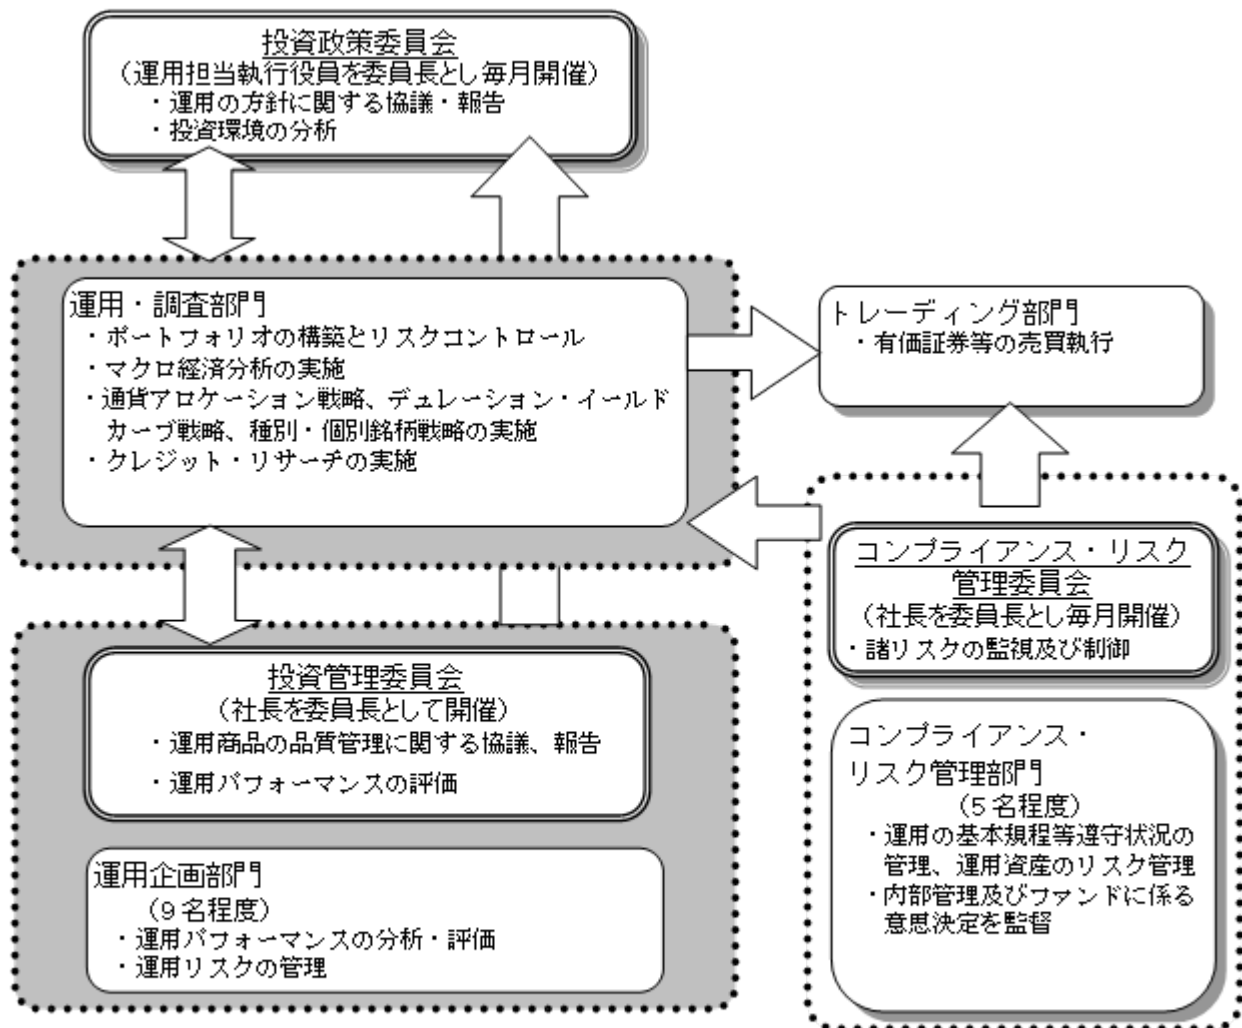 投資政策委員会
（運用担当執行役員を委員長とし毎月開催）
・運用の方針に関する協議・報告
・投資環境の分析
運用・調査部門
・ポートフォリオの構築とリスクコントロール
・マクロ経済分析の実施
・通貨アロケーション戦略、デュレーション・イールド
カーブ戦略、種別・個別銘柄戦略の実施
・クレジット・リサーチの実施
トレーディング部門
・有価証券等の売買執行
投資管理委員会
（社長を委員長として開催）
・運用商品の品質管理に関する協議、報告
・運用パフォーマンスの評価
運用企画部門
（９名程度）
・運用パフォーマンスの分析・評価
・運用リスクの管理
コンプライアンス・リスク
管理委員会
（社長を委員長とし毎月開催）
・諸リスクの監視及び制御
コンプライアンス・
リスク管理部門
（５名程度）
・運用の基本規程等遵守状況の
管理、運用資産のリスク管理
・内部管理及びファンドに係る
意思決定を監督